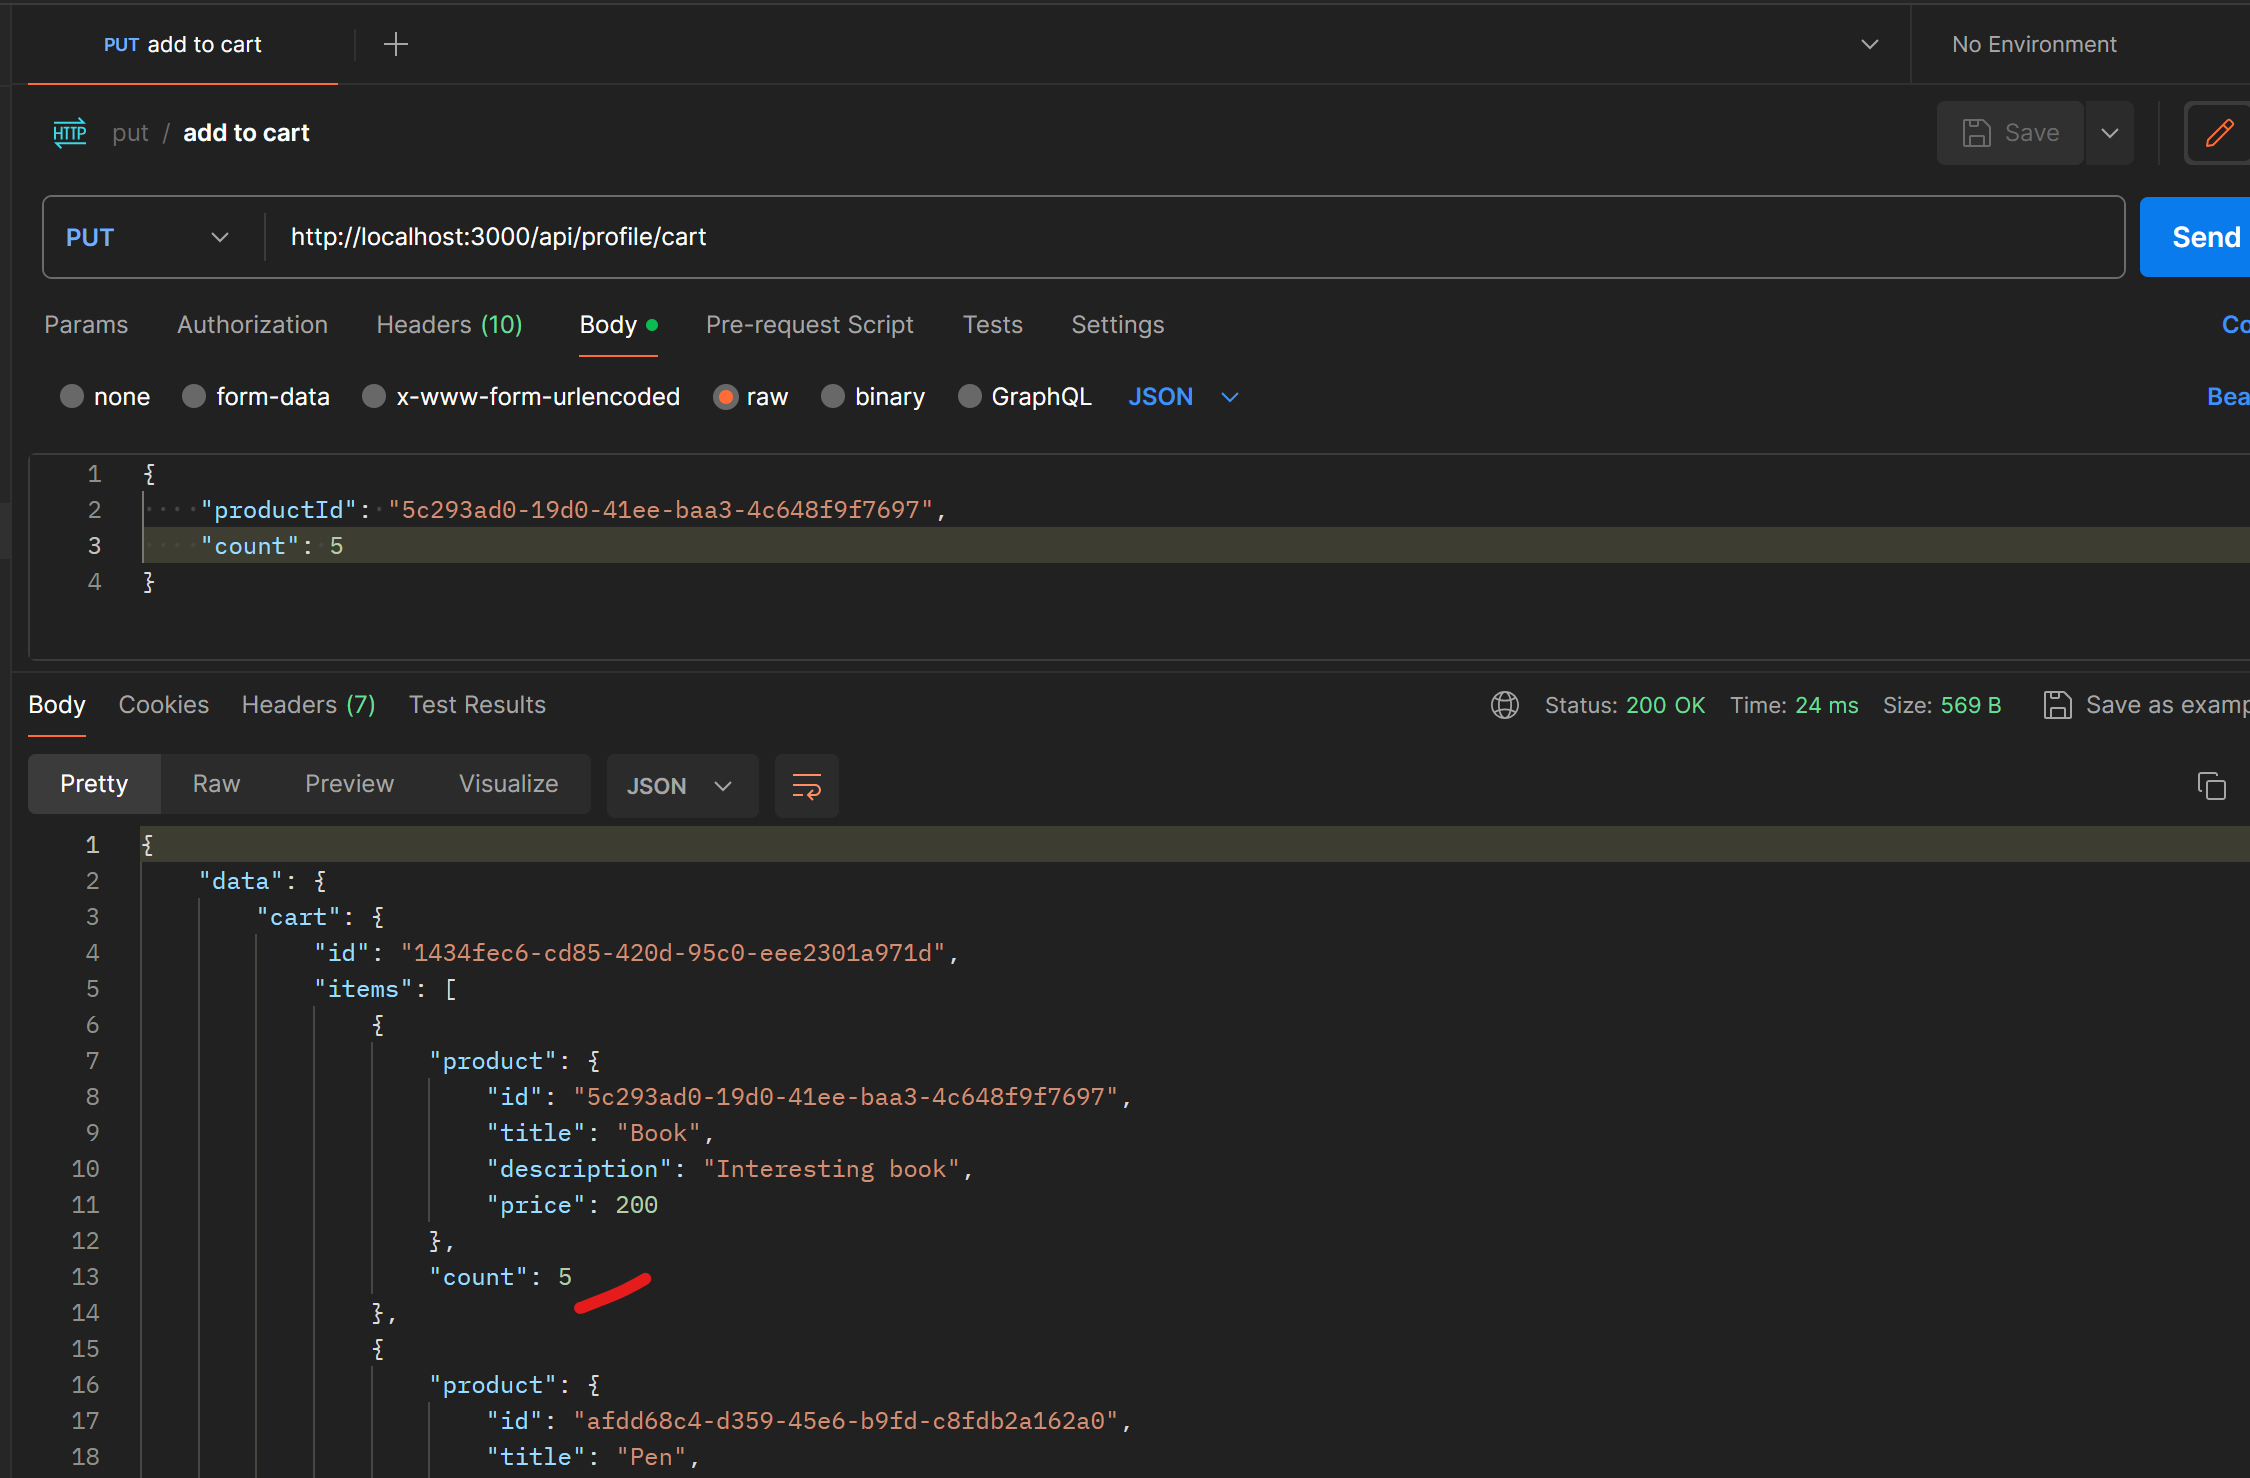 PUT add to cart
No Environment
HTTP put / add to cart
Save
PUT http://localhost:3000/api/profile/cart
Send
Params Authorization Headers (10) Body Pre-request Script Tests Settings
none form-data x-www-form-urlencoded raw binary GraphQL JSON
1 {
2 "productId": "5c293ad0-19d0-41ee-baa3-4c648f9f7697",
3 "count": 5
4 }
Body Cookies Headers (7) Test Results
Status: 200 OK Time: 24 ms Size: 569 B Save as examp
Pretty Raw Preview Visualize JSON
1 {
2 "data": {
3 "cart": {
4 "id": "1434fec6-cd85-420d-95c0-eee2301a971d",
5 "items": [
6 {
7 "product": {
8 "id": "5c293ad0-19d0-41ee-baa3-4c648f9f7697",
9 "title": "Book",
10 "description": "Interesting book",
11 "price": 200
12 },
13 "count": 5
14 },
15 {
16 "product": {
17 "id": "afdd68c4-d359-45e6-b9fd-c8fdb2a162a0",
18 "title": "Pen",